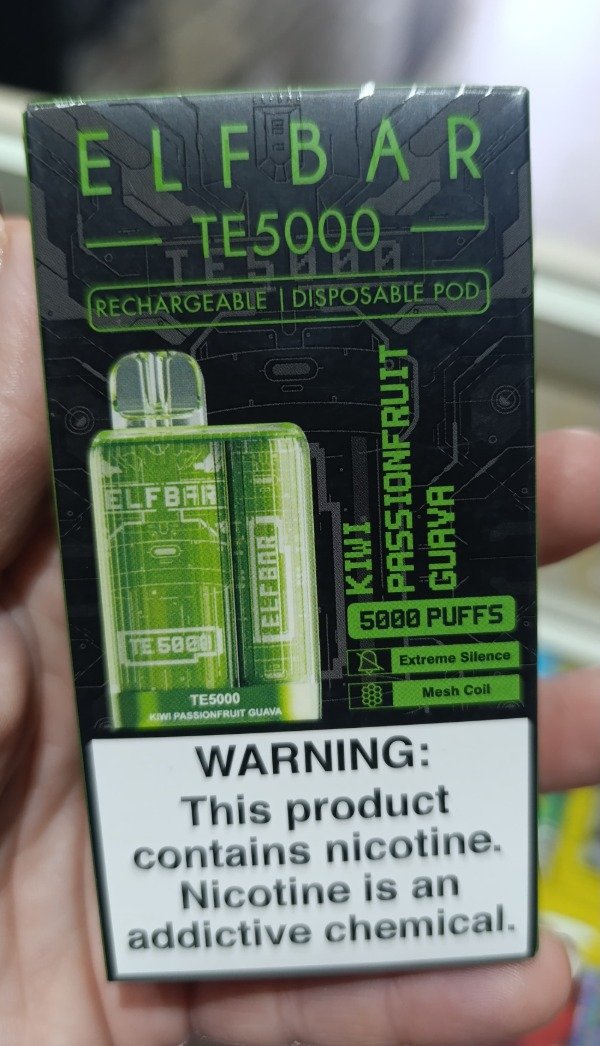 ELFBAR
TE5000
TE5000
RECHARGEABLE | DISPOSABLE POD
KIWI
PASSIONFRUIT
GUAVA
ELFBAR
ELFBAR
TE5000
TE5000
KIWI PASSIONFRUIT GUAVA
5000 PUFFS
Extreme Silence
Mesh Coil
WARNING:
This product
contains nicotine.
Nicotine is an
addictive chemical.